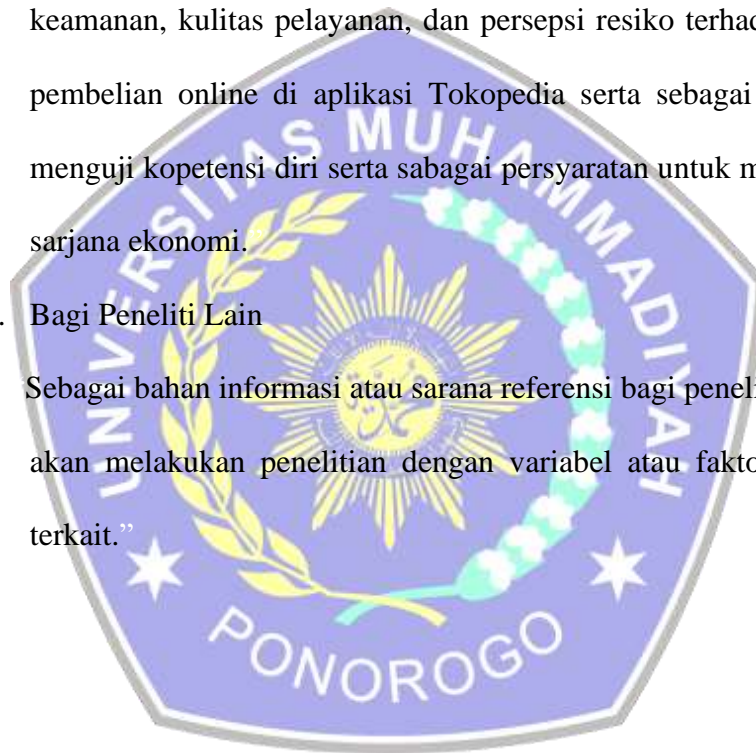 keamanan, kulitas pelayanan, dan persepsi resiko terhad
pembelian online di aplikasi Tokopedia serta sebagai
menguji kopetensi diri serta sabagai persyaratan untuk m
sarjana ekonomi.”
. Bagi Peneliti Lain
Sebagai bahan informasi atau sarana referensi bagi peneli
akan melakukan penelitian dengan variabel atau fakto
terkait.”
UNIVERSITAS MUHAMMADIYAH
PONOROGO